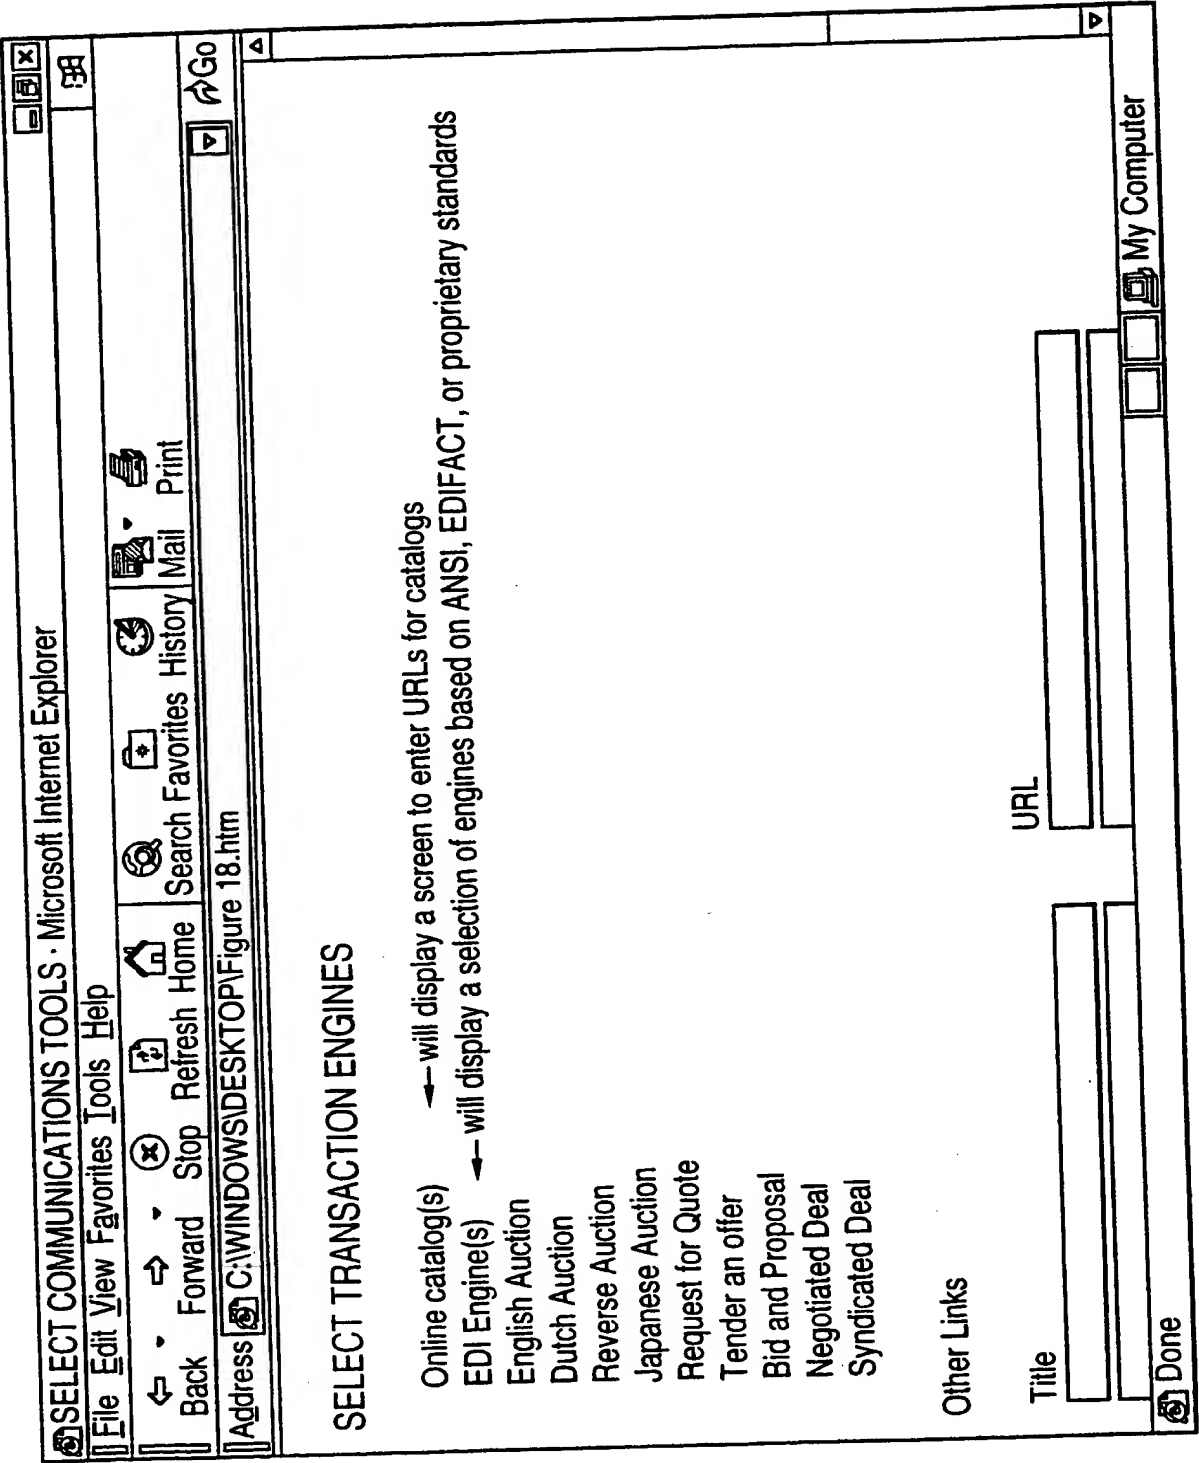 SELECT COMMUNICATIONS TOOLS · Microsoft Internet Explorer
File Edit View Favorites Tools Help
Back Forward Stop Refresh Home Search Favorites History Mail Print
Address C:\WINDOWS\DESKTOP\Figure 18.htm Go
SELECT TRANSACTION ENGINES
Online catalog(s) ← will display a screen to enter URLs for catalogs
EDI Engine(s) ← will display a selection of engines based on ANSI, EDIFACT, or proprietary standards
English Auction
Dutch Auction
Reverse Auction
Japanese Auction
Request for Quote
Tender an offer
Bid and Proposal
Negotiated Deal
Syndicated Deal
Other Links
Title URL
Done My Computer